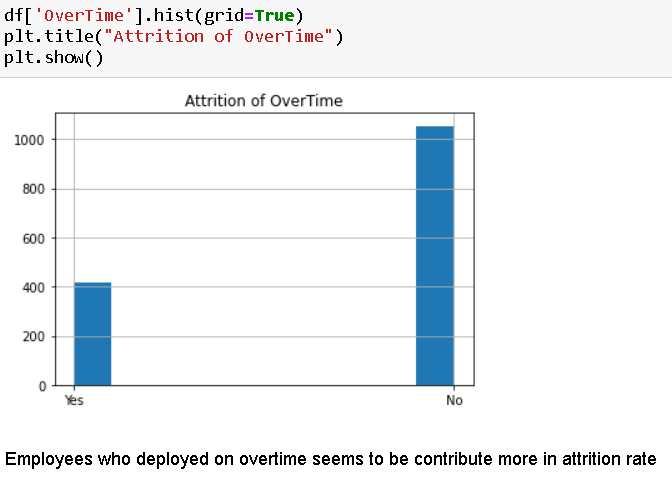 df['OverTime'].hist(grid=True)
plt.title("Attrition of OverTime")
plt.show()
Attrition of OverTime
1000
800
600
400
200
0
Yes No
Employees who deployed on overtime seems to be contribute more in attrition rate